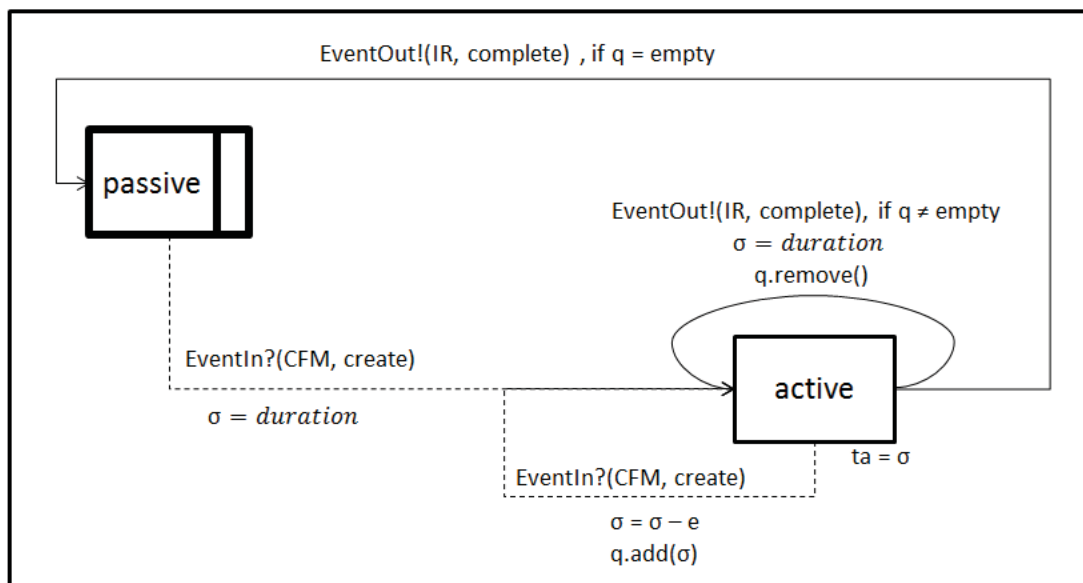 EventOut!(IR, complete) , if q = empty
passive
EventOut!(IR, complete), if q ≠ empty
σ = duration
q.remove()
EventIn?(CFM, create)
σ = duration
active
ta = σ
EventIn?(CFM, create)
σ = σ – e
q.add(σ)